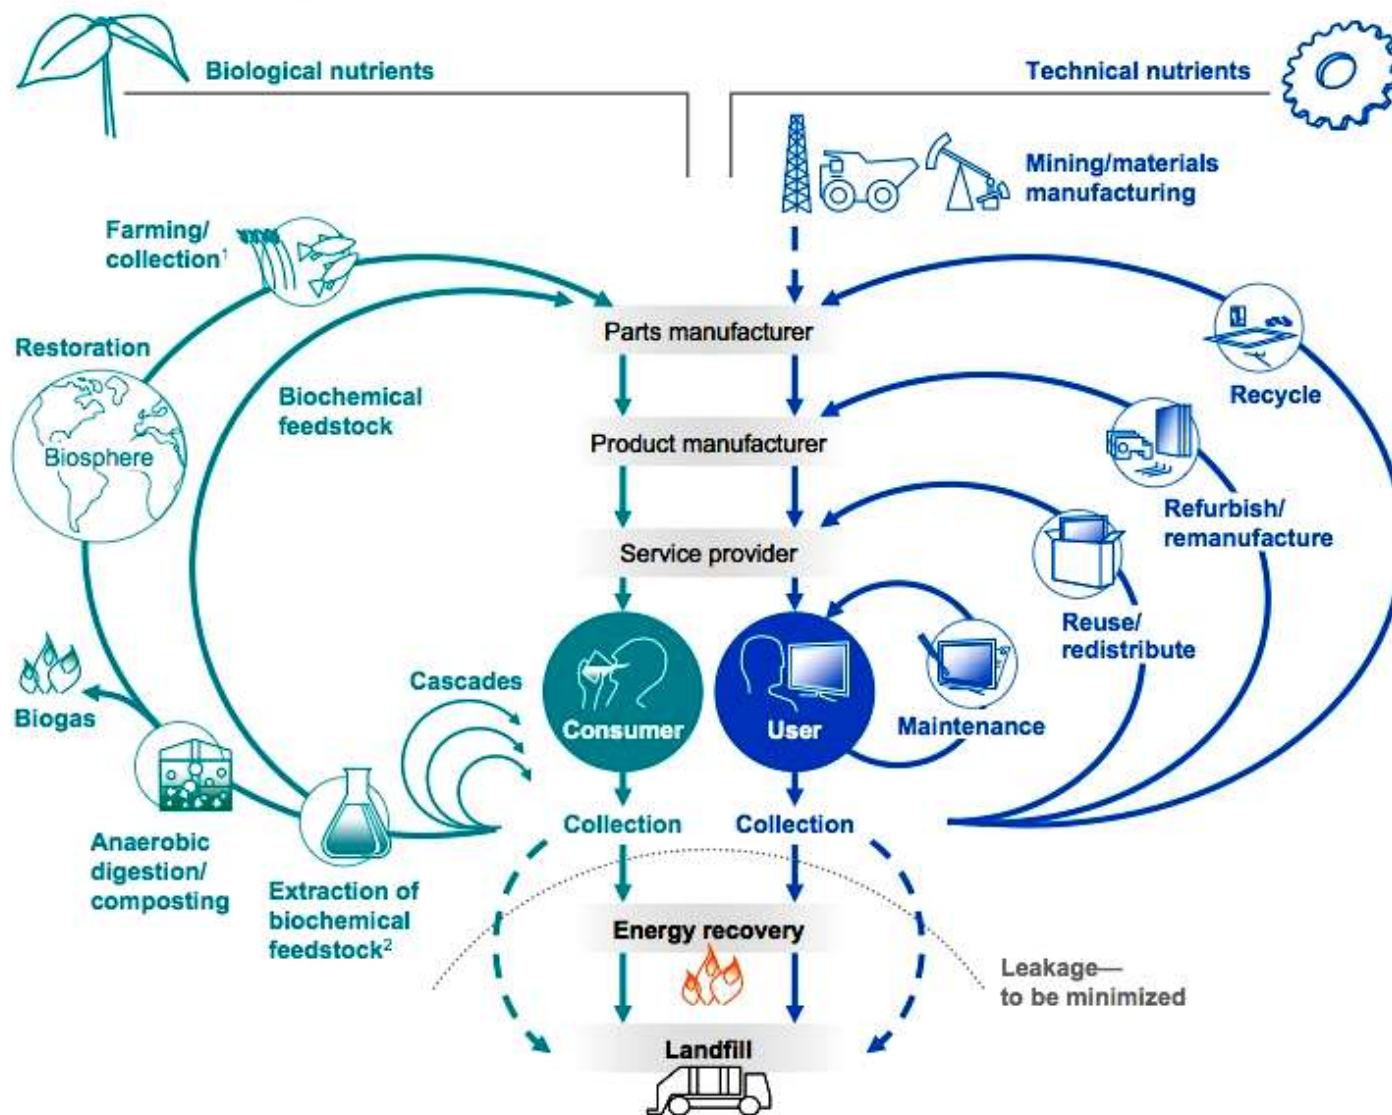 Biological nutrients
Technical nutrients
Mining/materials
manufacturing
Farming/
collection1
Restoration
Biosphere
Biochemical
feedstock
Parts manufacturer
Recycle
Product manufacturer
Refurbish/
remanufacture
Service provider
Reuse/
redistribute
Biogas
Cascades
Consumer
User
Maintenance
Anaerobic
digestion/
composting
Extraction of
biochemical
feedstock2
Collection
Collection
Energy recovery
Leakage—
to be minimized
Landfill